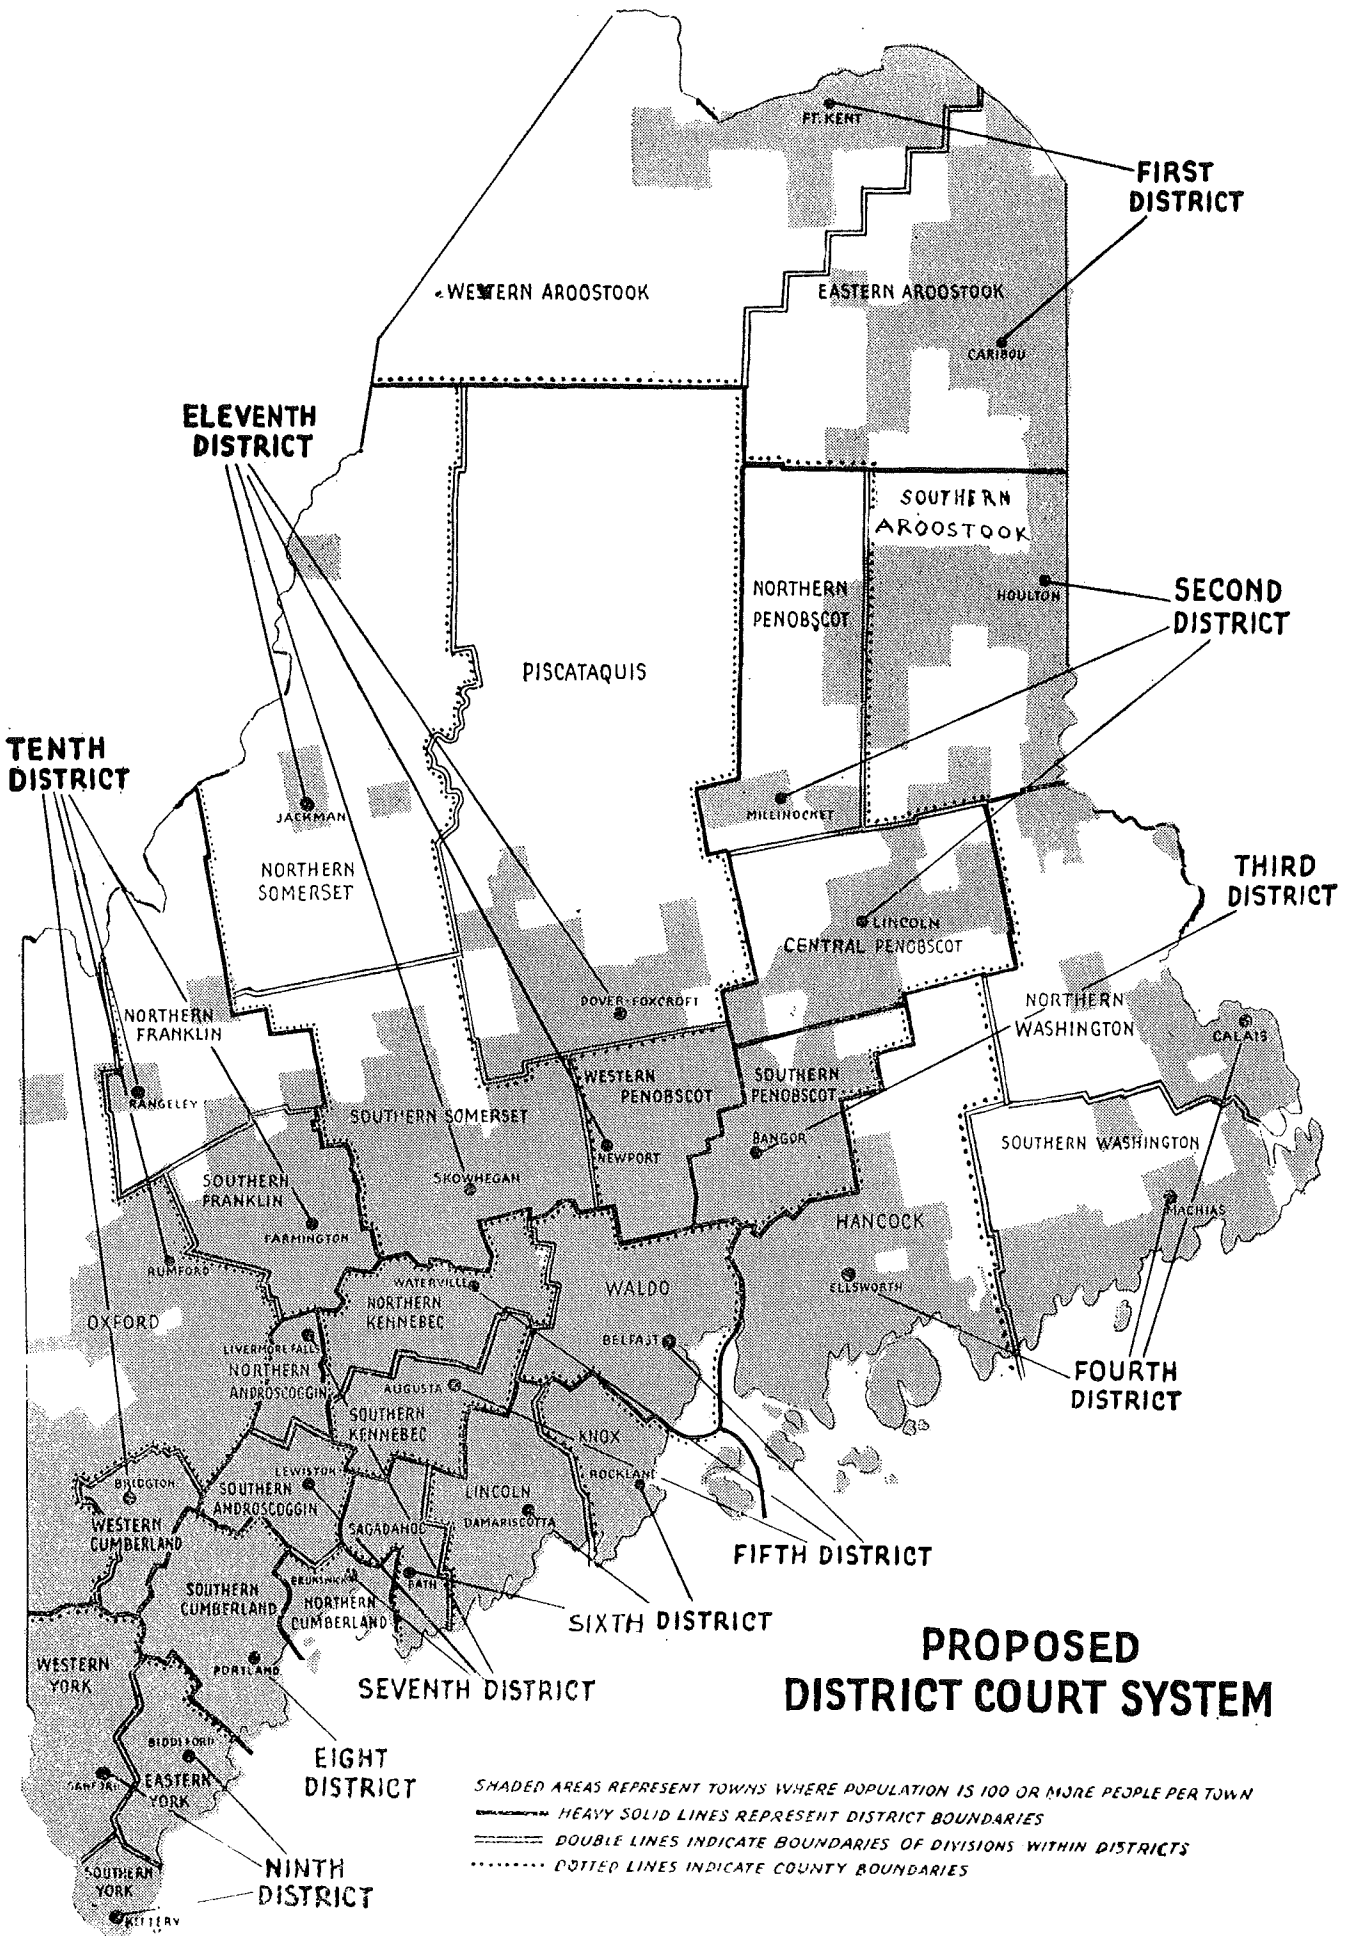 FT. KENT
FIRST
DISTRICT
WESTERN AROOSTOOK
EASTERN AROOSTOOK
CARIBOU
ELEVENTH
DISTRICT
SOUTHERN
AROOSTOOK
NORTHERN
PENOBSCOT
HOULTON
SECOND
DISTRICT
PISCATAQUIS
TENTH
DISTRICT
JACKMAN
MILLINOCKET
NORTHERN
SOMERSET
THIRD
DISTRICT
LINCOLN
CENTRAL PENOBSCOT
DOVER-FOXCROFT
NORTHERN
FRANKLIN
NORTHERN
WASHINGTON
CALAIS
RANGELEY
WESTERN
PENOBSCOT
SOUTHERN
PENOBSCOT
SOUTHERN SOMERSET
BANGOR
NEWPORT
SOUTHERN WASHINGTON
SKOWHEGAN
SOUTHERN
FRANKLIN
MACHIAS
FARMINGTON
HANCOCK
RUMFORD
WATERVILLE
NORTHERN
KENNEBEC
WALDO
ELLSWORTH
OXFORD
LIVERMORE FALLS
NORTHERN
ANDROSCOGGIN
BELFAST
AUGUSTA
FOURTH
DISTRICT
SOUTHERN
KENNEBEC
KNOX
ROCKLAND
BRIDGTON
LEWISTON
SOUTHERN
ANDROSCOGGIN
LINCOLN
DAMARISCOTTA
WESTERN
CUMBERLAND
SAGADAHOC
FIFTH DISTRICT
BRUNSWICK
BATH
SOUTHERN
CUMBERLAND
NORTHERN
CUMBERLAND
SIXTH DISTRICT
WESTERN
YORK
PORTLAND
SEVENTH DISTRICT
PROPOSED
DISTRICT COURT SYSTEM
BIDDEFORD
EIGHT
DISTRICT
SANFORD
EASTERN
YORK
SHADED AREAS REPRESENT TOWNS WHERE POPULATION IS 100 OR MORE PEOPLE PER TOWN
HEAVY SOLID LINES REPRESENT DISTRICT BOUNDARIES
DOUBLE LINES INDICATE BOUNDARIES OF DIVISIONS WITHIN DISTRICTS
DOTTED LINES INDICATE COUNTY BOUNDARIES
SOUTHERN
YORK
NINTH
DISTRICT
KITTERY